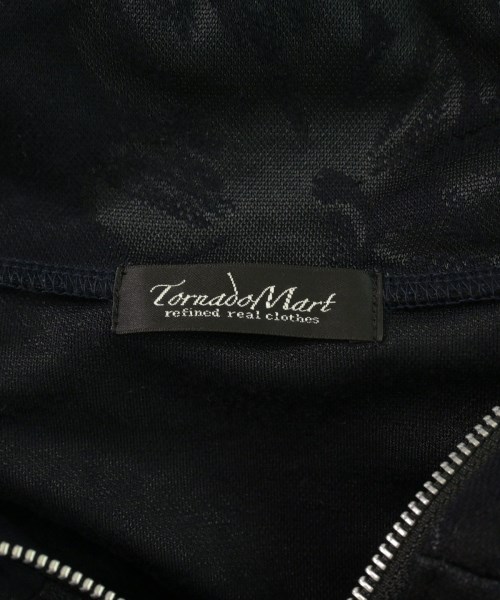 TornadoMart
refined real clothes